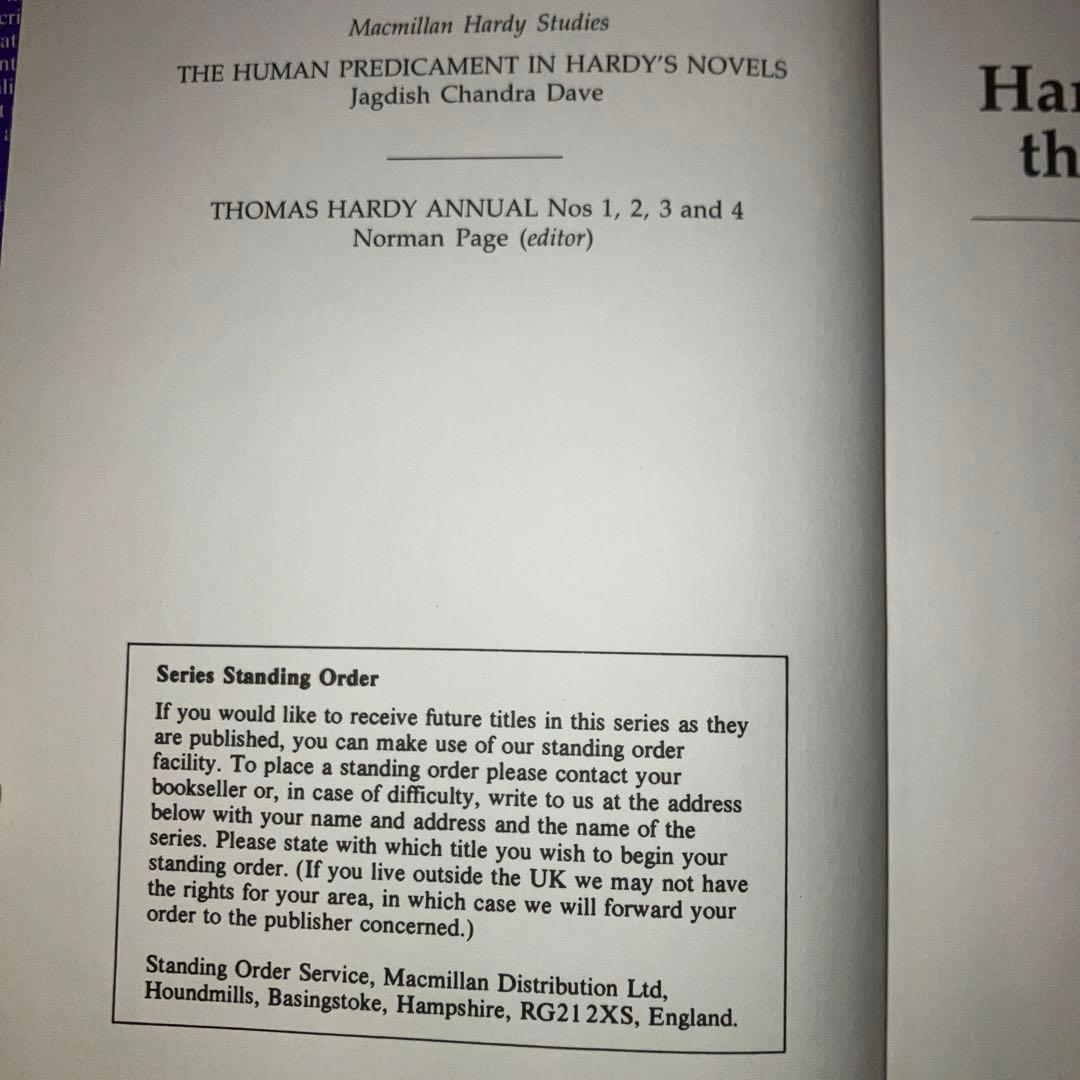 Macmillan Hardy Studies
THE HUMAN PREDICAMENT IN HARDY'S NOVELS
Jagdish Chandra Dave
THOMAS HARDY ANNUAL Nos 1, 2, 3 and 4
Norman Page (editor)
Series Standing Order
If you would like to receive future titles in this series as they
are published, you can make use of our standing order
facility. To place a standing order please contact your
bookseller or, in case of difficulty, write to us at the address
below with your name and address and the name of the
series. Please state with which title you wish to begin your
standing order. (If you live outside the UK we may not have
the rights for your area, in which case we will forward your
order to the publisher concerned.)
Standing Order Service, Macmillan Distribution Ltd,
Houndmills, Basingstoke, Hampshire, RG21 2XS, England.